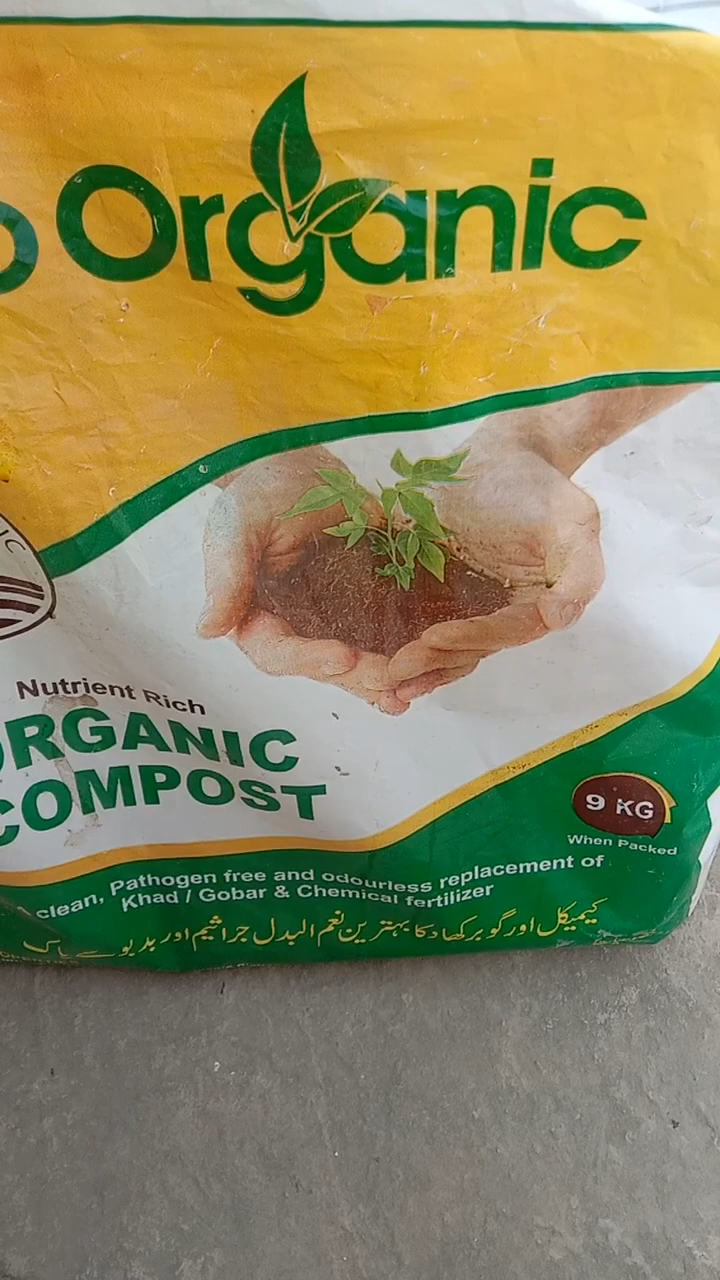 Organic
Nutrient Rich
ORGANIC
COMPOST
9 KG
When Packed
clean, Pathogen free and odourless replacement of
Khad / Gobar & Chemical fertilizer
کیمیکل اور گوبر کھاد کا بہترین نعم البدل جراثیم اور بدبو سے پاک